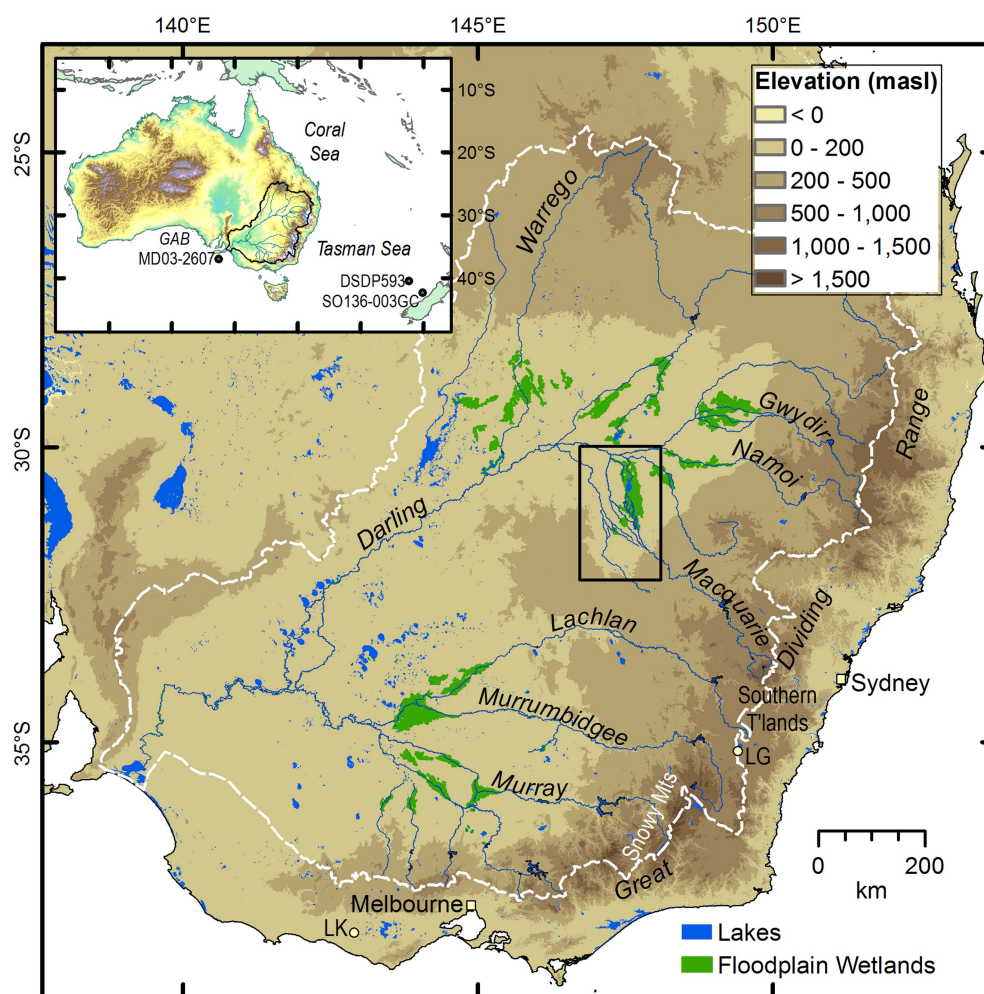 140°E
145°E
150°E
25°S
30°S
35°S
10°S
20°S
30°S
40°S
Coral
Sea
Tasman Sea
GAB
MD03-2607
DSDP593
SO136-003GC
Elevation (masl)
< 0
0 - 200
200 - 500
500 - 1,000
1,000 - 1,500
> 1,500
Warrego
Gwydir
Namoi
Range
Darling
Macquarie
Dividing
Lachlan
Sydney
Southern
T'lands
Murrumbidgee
LG
Murray
Snowy Mts
Great
Melbourne
LK
0
200
km
Lakes
Floodplain Wetlands